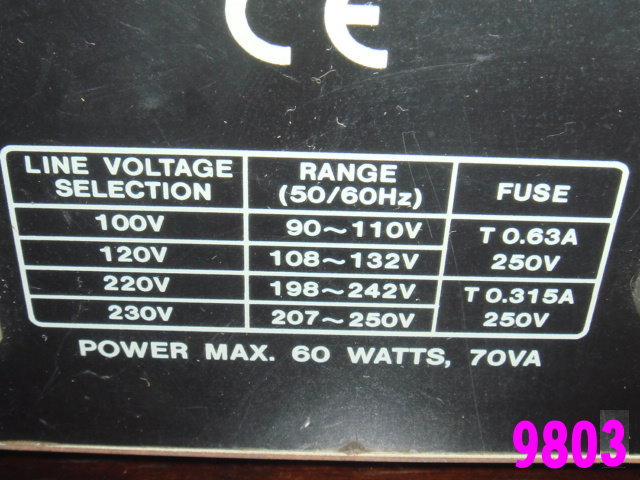 CE
LINE VOLTAGE SELECTION RANGE (50/60Hz) FUSE
100V 90~110V T 0.63A 250V
120V 108~132V
220V 198~242V T 0.315A 250V
230V 207~250V
POWER MAX. 60 WATTS, 70VA
9803